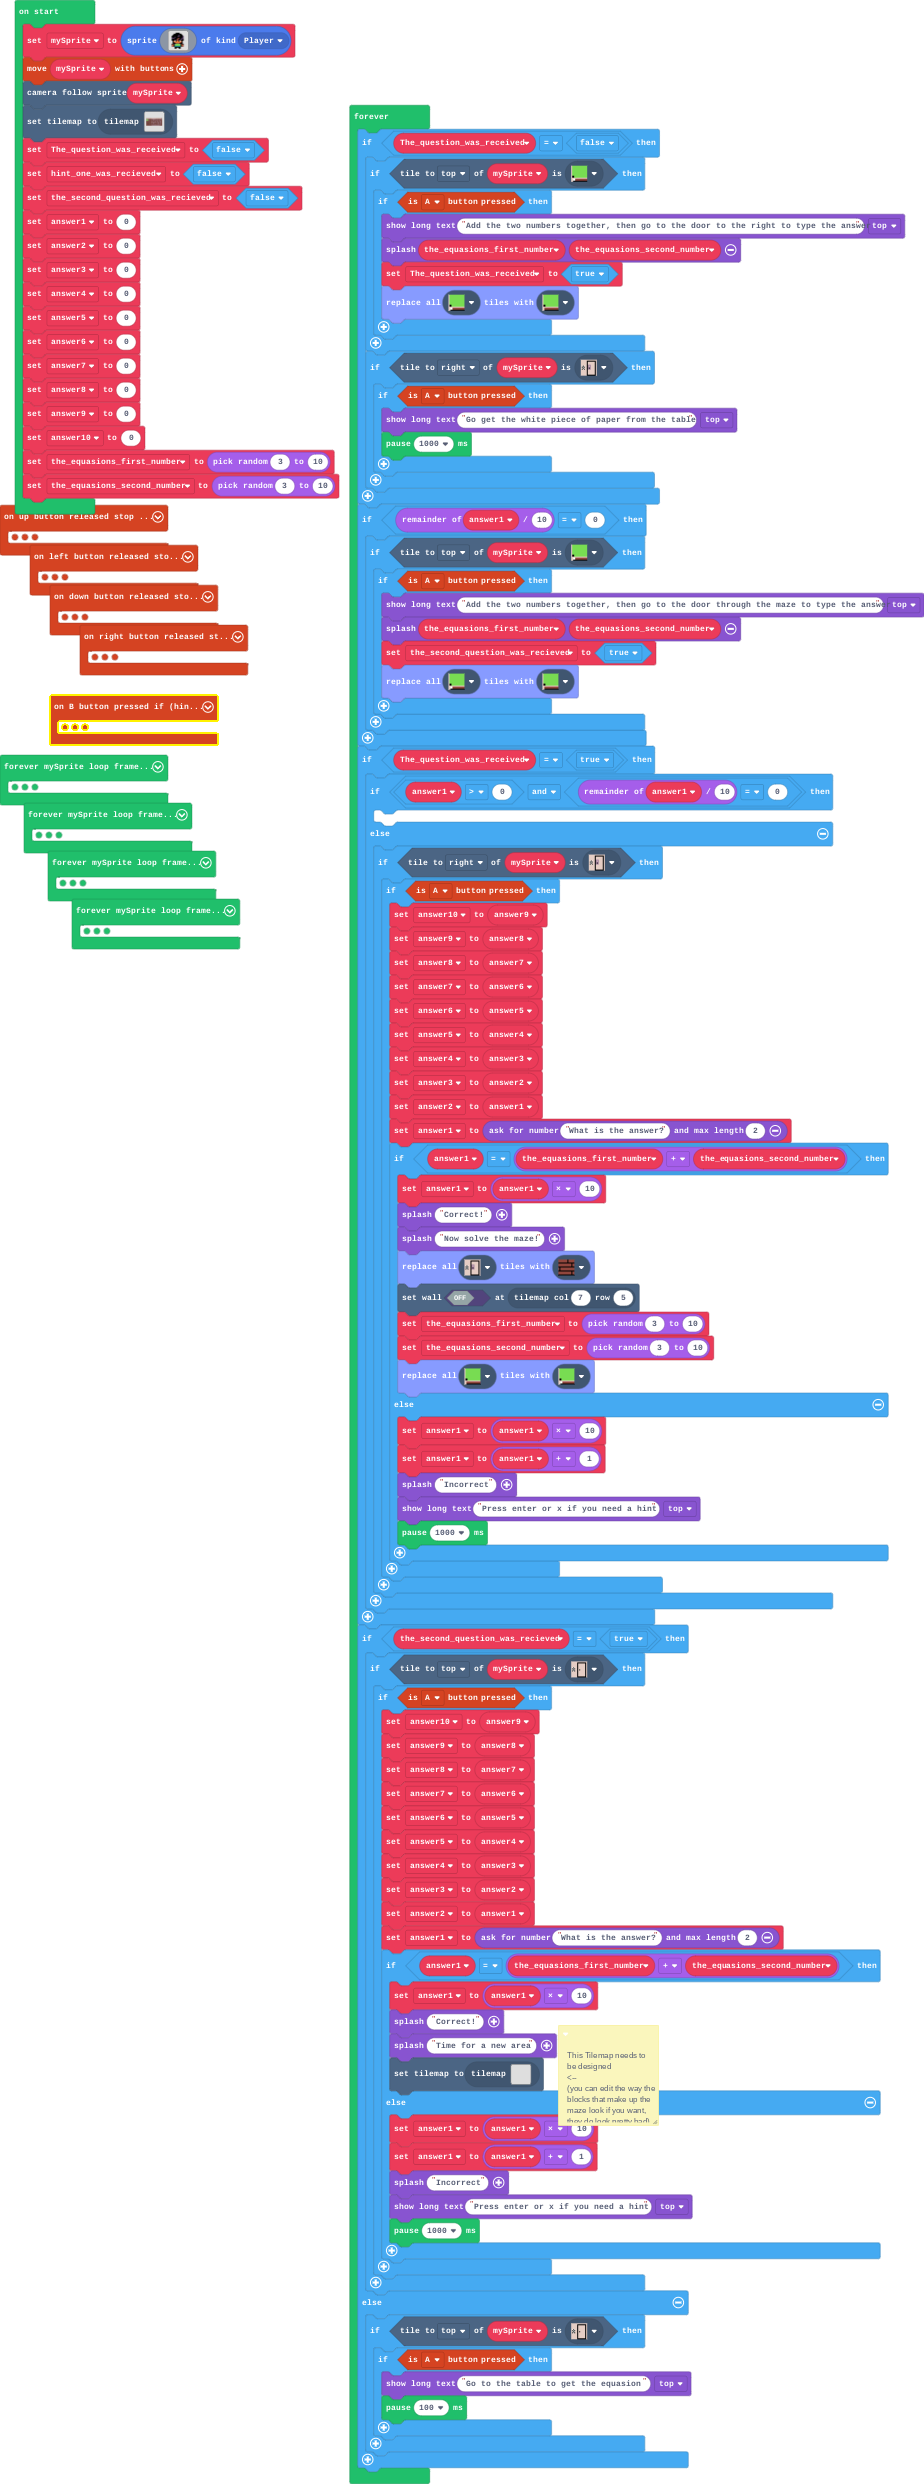 on start
set mySprite to sprite of kind Player
move mySprite with buttons
camera follow sprite mySprite
set tilemap to tilemap
set The_question_was_received to false
set hint_one_was_recieved to false
set the_second_question_was_recieved to false
set answer1 to 0
set answer2 to 0
set answer3 to 0
set answer4 to 0
set answer5 to 0
set answer6 to 0
set answer7 to 0
set answer8 to 0
set answer9 to 0
set answer10 to 0
set the_equasions_first_number to pick random 3 to 10
set the_equasions_second_number to pick random 3 to 10
on up button released stop ...
on left button released sto...
on down button released sto...
on right button released st...
on B button pressed if (hin...
forever mySprite loop frame...
forever mySprite loop frame...
forever mySprite loop frame...
forever mySprite loop frame...
forever
if The_question_was_received = false then
if tile to top of mySprite is then
if is A button pressed then
show long text "Add the two numbers together, then go to the door to the right to type the answe top
splash the_equasions_first_number the_equasions_second_number
set The_question_was_received to true
replace all tiles with
if tile to right of mySprite is then
if is A button pressed then
show long text "Go get the white piece of paper from the table" top
pause 1000 ms
if remainder of answer1 / 10 = 0 then
if tile to top of mySprite is then
if is A button pressed then
show long text "Add the two numbers together, then go to the door through the maze to type the answe top
splash the_equasions_first_number the_equasions_second_number
set the_second_question_was_recieved to true
replace all tiles with
if The_question_was_received = true then
if answer1 > 0 and remainder of answer1 / 10 = 0 then
else
if tile to right of mySprite is then
if is A button pressed then
set answer10 to answer9
set answer9 to answer8
set answer8 to answer7
set answer7 to answer6
set answer6 to answer5
set answer5 to answer4
set answer4 to answer3
set answer3 to answer2
set answer2 to answer1
set answer1 to ask for number "What is the answer?" and max length 2
if answer1 = the_equasions_first_number + the_equasions_second_number then
set answer1 to answer1 × 10
splash "Correct!"
splash "Now solve the maze!"
replace all tiles with
set wall OFF at tilemap col 7 row 5
set the_equasions_first_number to pick random 3 to 10
set the_equasions_second_number to pick random 3 to 10
replace all tiles with
else
set answer1 to answer1 × 10
set answer1 to answer1 + 1
splash "Incorrect"
show long text "Press enter or x if you need a hint" top
pause 1000 ms
if the_second_question_was_recieved = true then
if tile to top of mySprite is then
if is A button pressed then
set answer10 to answer9
set answer9 to answer8
set answer8 to answer7
set answer7 to answer6
set answer6 to answer5
set answer5 to answer4
set answer4 to answer3
set answer3 to answer2
set answer2 to answer1
set answer1 to ask for number "What is the answer?" and max length 2
if answer1 = the_equasions_first_number + the_equasions_second_number then
set answer1 to answer1 × 10
splash "Correct!"
splash "Time for a new area"
set tilemap to tilemap
This Tilemap needs to
be designed
<--
(you can edit the way the
blocks that make up the
maze look if you want,
they do look pretty bad)
else
set answer1 to answer1 × 10
set answer1 to answer1 + 1
splash "Incorrect"
show long text "Press enter or x if you need a hint" top
pause 1000 ms
else
if tile to top of mySprite is then
if is A button pressed then
show long text "Go to the table to get the equasion" top
pause 100 ms